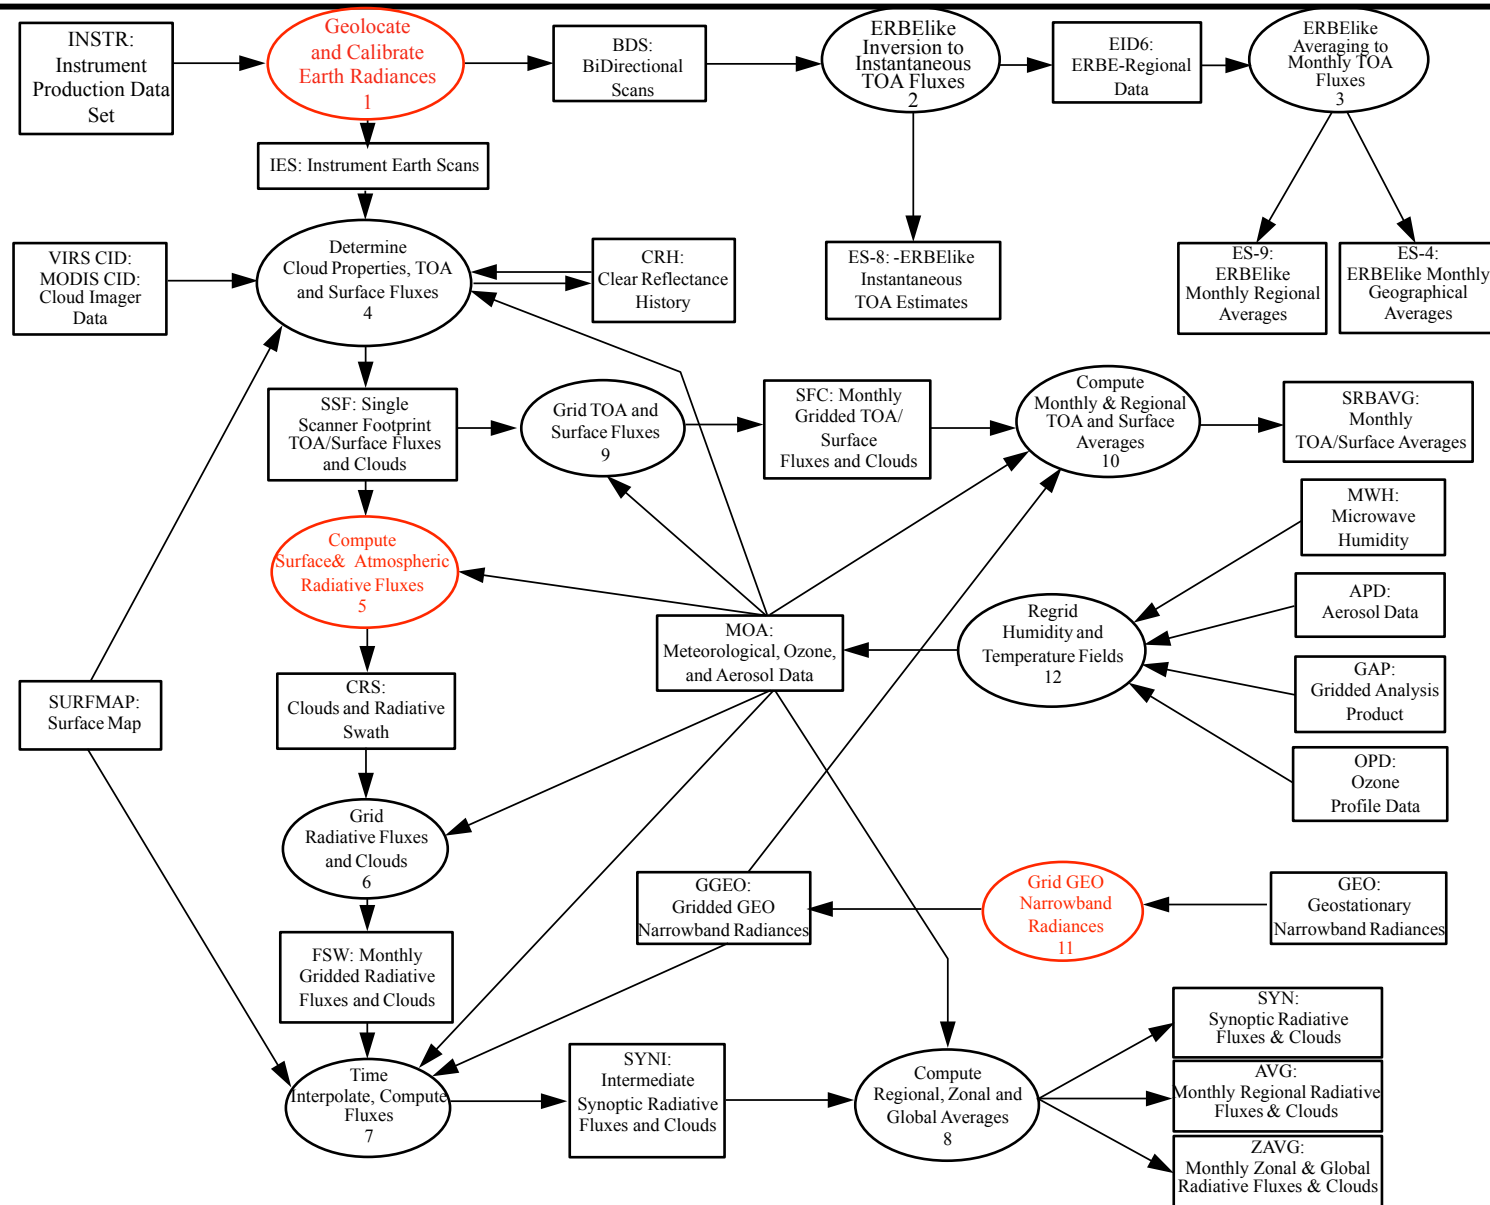 INSTR:
Instrument
Production Data
Set
Geolocate
and Calibrate
Earth Radiances
1
BDS:
BiDirectional
Scans
ERBElike
Inversion to
Instantaneous
TOA Fluxes
2
EID6:
ERBE-Regional
Data
ERBElike
Averaging to
Monthly TOA
Fluxes
3
IES: Instrument Earth Scans
VIRS CID:
MODIS CID:
Cloud Imager
Data
Determine
Cloud Properties, TOA
and Surface Fluxes
4
CRH:
Clear Reflectance
History
ES-8: -ERBElike
Instantaneous
TOA Estimates
ES-9:
ERBElike
Monthly Regional
Averages
ES-4:
ERBElike Monthly
Geographical
Averages
SSF: Single
Scanner Footprint
TOA/Surface Fluxes
and Clouds
Grid TOA and
Surface Fluxes
9
SFC: Monthly
Gridded TOA/
Surface
Fluxes and Clouds
Compute
Monthly & Regional
TOA and Surface
Averages
10
SRBAVG:
Monthly
TOA/Surface Averages
MWH:
Microwave
Humidity
Compute
Surface& Atmospheric
Radiative Fluxes
5
APD:
Aerosol Data
MOA:
Meteorological, Ozone,
and Aerosol Data
Regrid
Humidity and
Temperature Fields
12
GAP:
Gridded Analysis
Product
SURFMAP:
Surface Map
CRS:
Clouds and Radiative
Swath
OPD:
Ozone
Profile Data
Grid
Radiative Fluxes
and Clouds
6
GGEO:
Gridded GEO
Narrowband Radiances
Grid GEO
Narrowband
Radiances
11
GEO:
Geostationary
Narrowband Radiances
FSW: Monthly
Gridded Radiative
Fluxes and Clouds
Time
Interpolate, Compute
Fluxes
7
SYNI:
Intermediate
Synoptic Radiative
Fluxes and Clouds
Compute
Regional, Zonal and
Global Averages
8
SYN:
Synoptic Radiative
Fluxes & Clouds
AVG:
Monthly Regional Radiative
Fluxes & Clouds
ZAVG:
Monthly Zonal & Global
Radiative Fluxes & Clouds